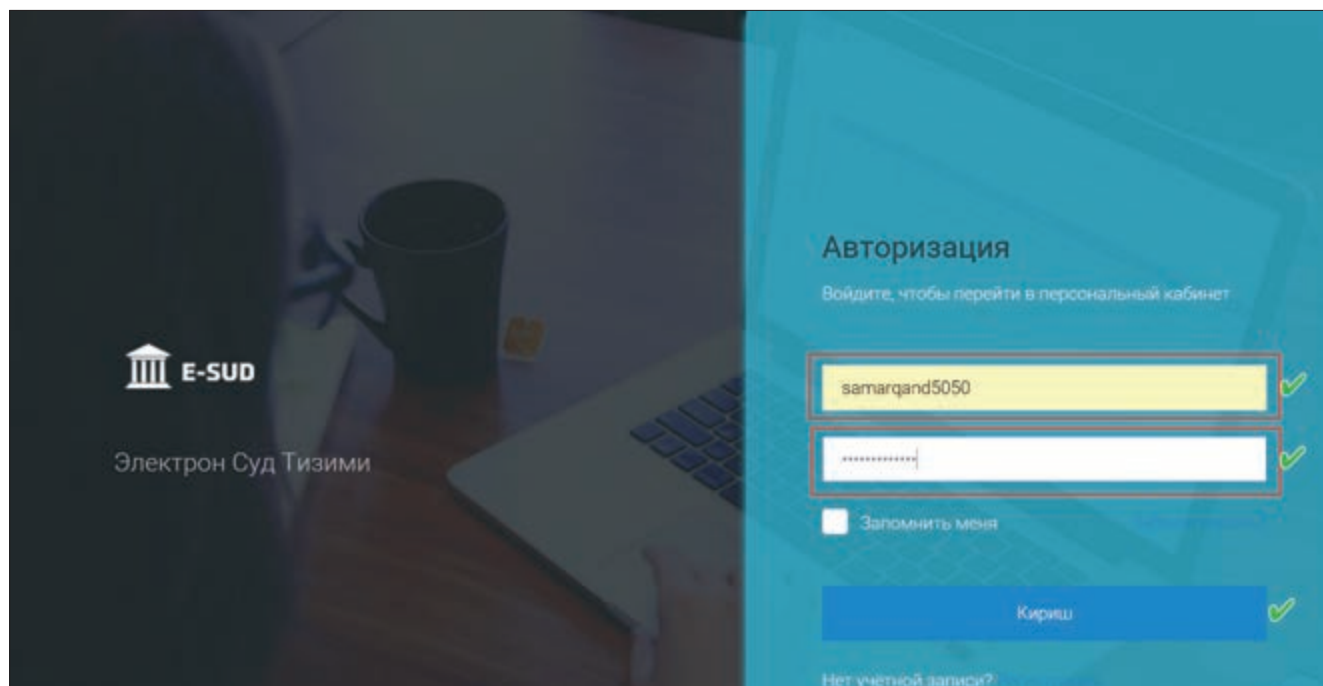 E-SUD
Электрон Суд Тизими
Авторизация
Войдите, чтобы перейти в персональный кабинет
samarqand5050
•••••••••••••
Запомнить меня
Кириш
Нет учетной записи?